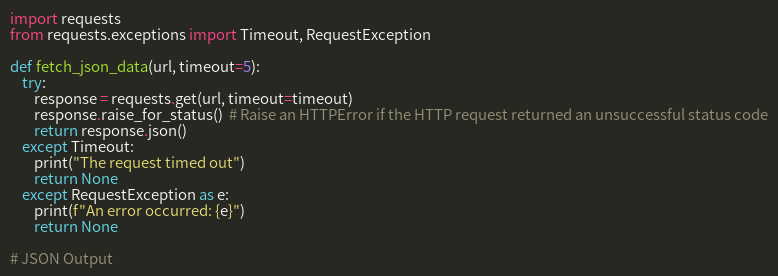 import requests
from requests.exceptions import Timeout, RequestException

def fetch_json_data(url, timeout=5):
    try:
        response = requests.get(url, timeout=timeout)
        response.raise_for_status()  # Raise an HTTPError if the HTTP request returned an unsuccessful status code
        return response.json()
    except Timeout:
        print("The request timed out")
        return None
    except RequestException as e:
        print(f"An error occurred: {e}")
        return None

# JSON Output